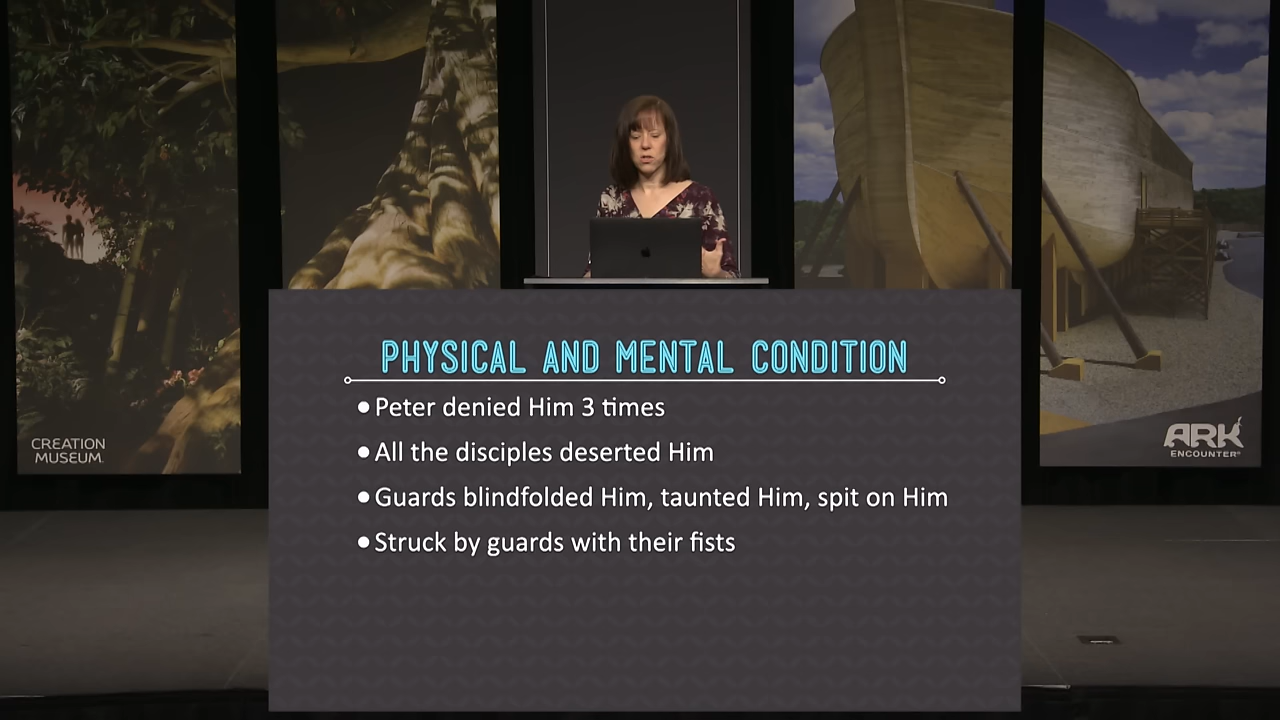 PHYSICAL AND MENTAL CONDITION
• Peter denied Him 3 times
• All the disciples deserted Him
• Guards blindfolded Him, taunted Him, spit on Him
• Struck by guards with their fists
CREATION
MUSEUM
ARK
ENCOUNTER